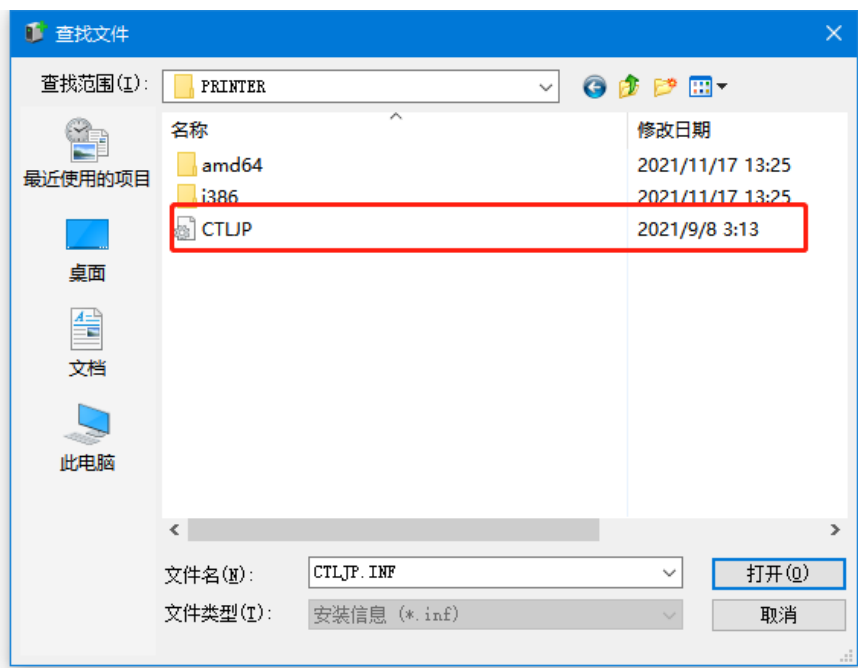 查找文件
查找范围(I): PRINTER
名称 修改日期
amd64 2021/11/17 13:25
i386 2021/11/17 13:25
CTLJP 2021/9/8 3:13
最近使用的项目
桌面
文档
此电脑
文件名(N): CTLJP.INF 打开(O)
文件类型(T): 安装信息 (*.inf) 取消